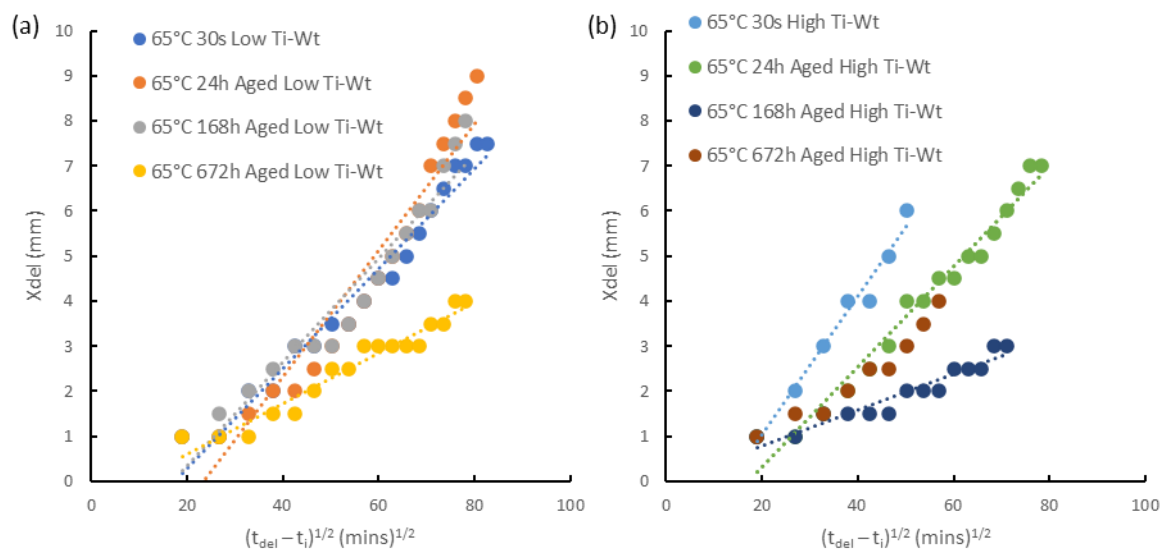 (a)
65°C 30s Low Ti-Wt
65°C 24h Aged Low Ti-Wt
65°C 168h Aged Low Ti-Wt
65°C 672h Aged Low Ti-Wt
Xdel (mm)
10
9
8
7
6
5
4
3
2
1
0
0 20 40 60 80 100
(t_del – t_i)^1/2 (mins)^1/2
(b)
65°C 30s High Ti-Wt
65°C 24h Aged High Ti-Wt
65°C 168h Aged High Ti-Wt
65°C 672h Aged High Ti-Wt
Xdel (mm)
10
9
8
7
6
5
4
3
2
1
0
0 20 40 60 80 100
(t_del – t_i)^1/2 (mins)^1/2